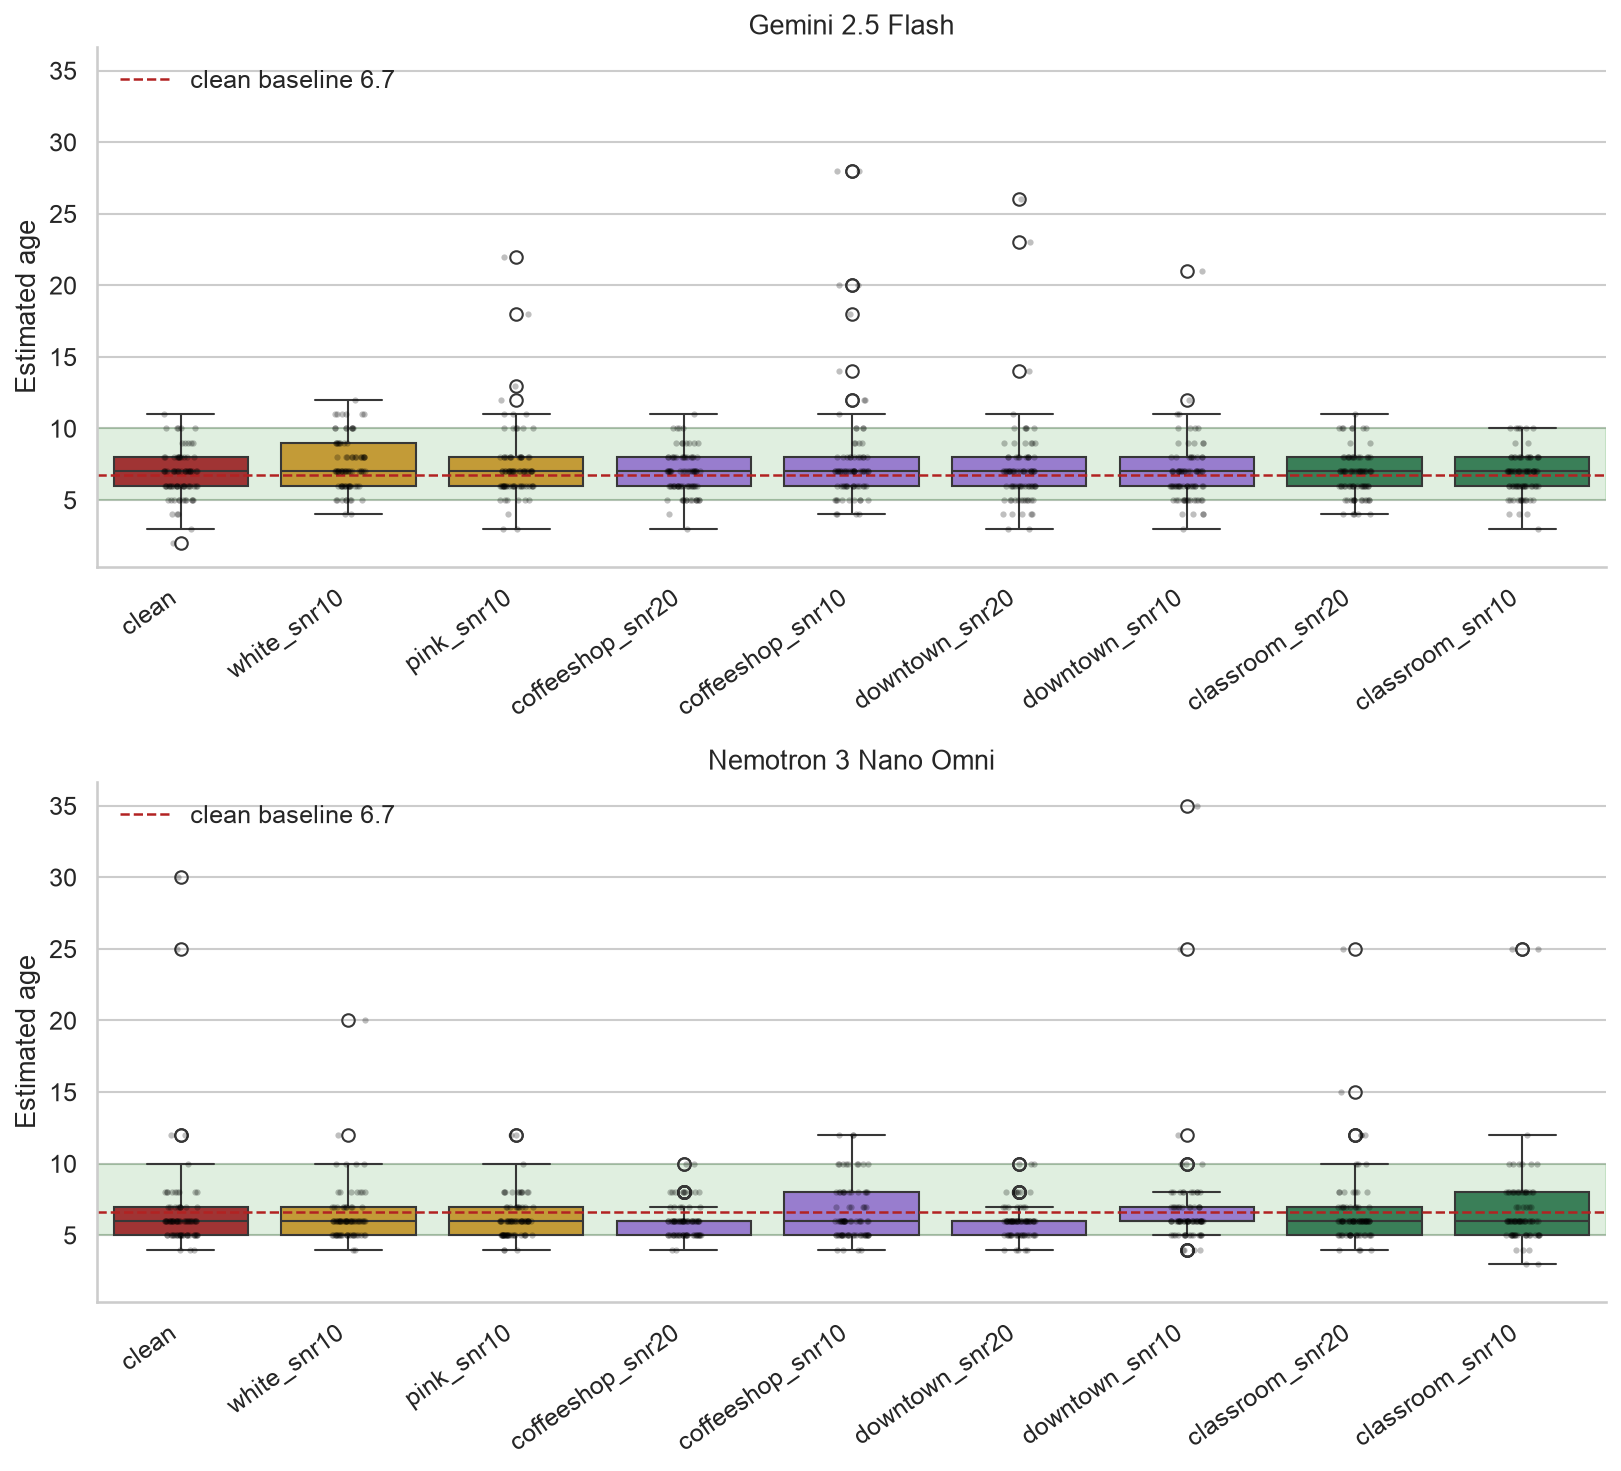 Gemini 2.5 Flash
35
clean baseline 6.7
30
25
20
15
10
5
Estimated age
clean
white_snr10
pink_snr10
coffeeshop_snr20
coffeeshop_snr10
downtown_snr20
downtown_snr10
classroom_snr20
classroom_snr10
Nemotron 3 Nano Omni
35
clean baseline 6.7
30
25
20
15
10
5
Estimated age
clean
white_snr10
pink_snr10
coffeeshop_snr20
coffeeshop_snr10
downtown_snr20
downtown_snr10
classroom_snr20
classroom_snr10